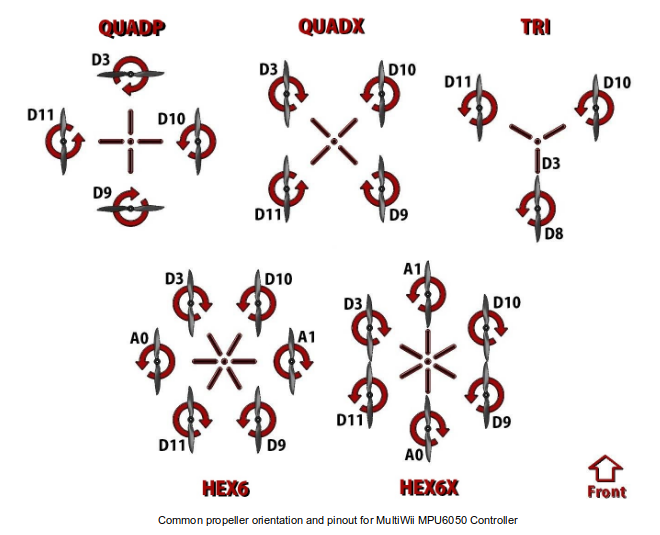 QUADP
QUADX
TRI
D3
D11
D10
D9
D3
D10
D11
D9
D11
D10
D3
D8
D3
D10
A0
A1
D11
D9
HEX6
A1
D3
D10
D11
D9
A0
HEX6X
Front
Common propeller orientation and pinout for MultiWii MPU6050 Controller